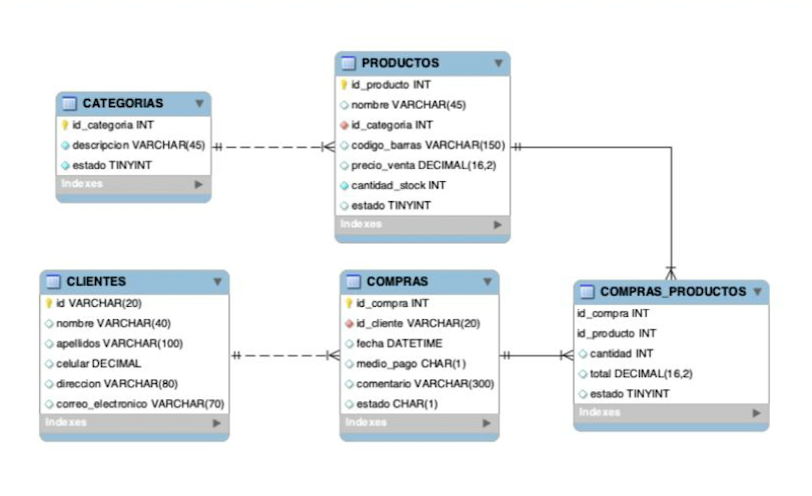 CATEGORIAS
id_categoria INT
descripcion VARCHAR(45)
estado TINYINT
Indexes
PRODUCTOS
id_producto INT
nombre VARCHAR(45)
id_categoria INT
codigo_barras VARCHAR(150)
precio_venta DECIMAL(16,2)
cantidad_stock INT
estado TINYINT
Indexes
CLIENTES
id VARCHAR(20)
nombre VARCHAR(40)
apellidos VARCHAR(100)
celular DECIMAL
direccion VARCHAR(80)
correo_electronico VARCHAR(70)
Indexes
COMPRAS
id_compra INT
id_cliente VARCHAR(20)
fecha DATETIME
medio_pago CHAR(1)
comentario VARCHAR(300)
estado CHAR(1)
Indexes
COMPRAS_PRODUCTOS
id_compra INT
id_producto INT
cantidad INT
total DECIMAL(16,2)
estado TINYINT
Indexes